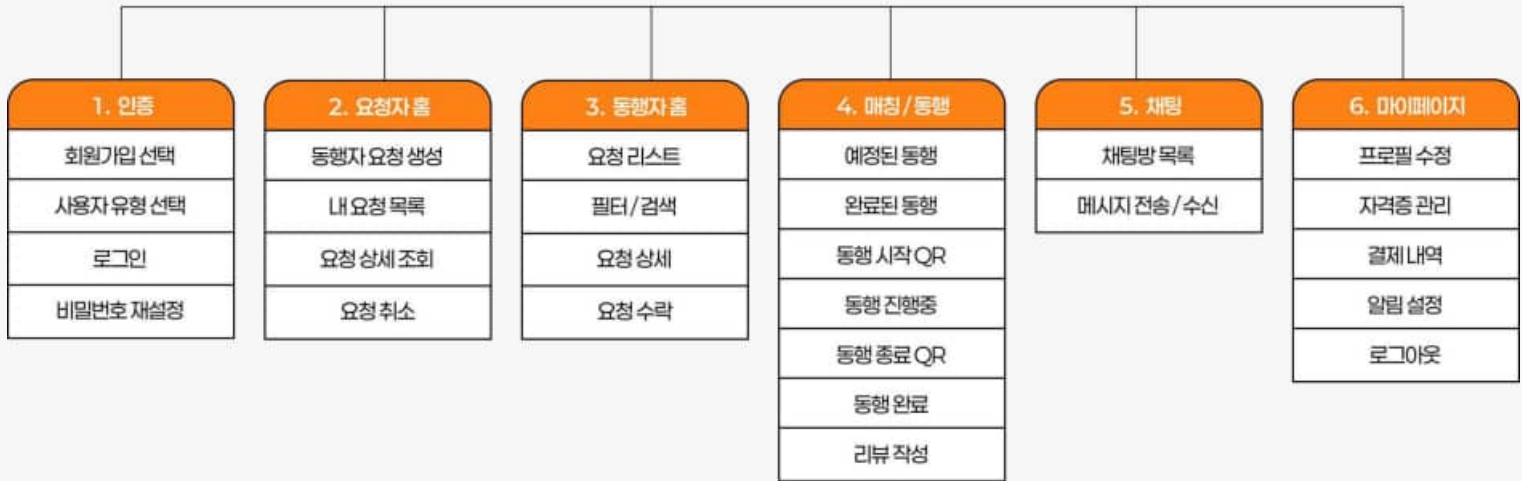 1. 인증
회원가입 선택
사용자 유형 선택
로그인
비밀번호 재설정
2. 요청자 홈
동행자 요청 생성
내 요청 목록
요청 상세 조회
요청 취소
3. 동행자 홈
요청 리스트
필터 / 검색
요청 상세
요청 수락
4. 매칭 / 동행
예정된 동행
완료된 동행
동행 시작 QR
동행 진행중
동행 종료 QR
동행 완료
리뷰 작성
5. 채팅
채팅방 목록
메시지 전송 / 수신
6. 마이페이지
프로필 수정
자격증 관리
결제 내역
알림 설정
로그아웃